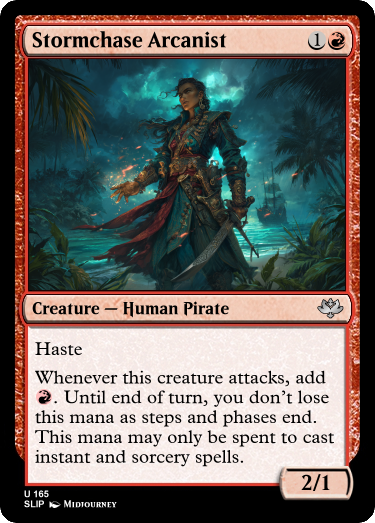 Stormchase Arcanist 1
Creature — Human Pirate
Haste
Whenever this creature attacks, add
. Until end of turn, you don't lose
this mana as steps and phases end.
This mana may only be spent to cast
instant and sorcery spells.
2/1
U 165
SLIP Midjourney